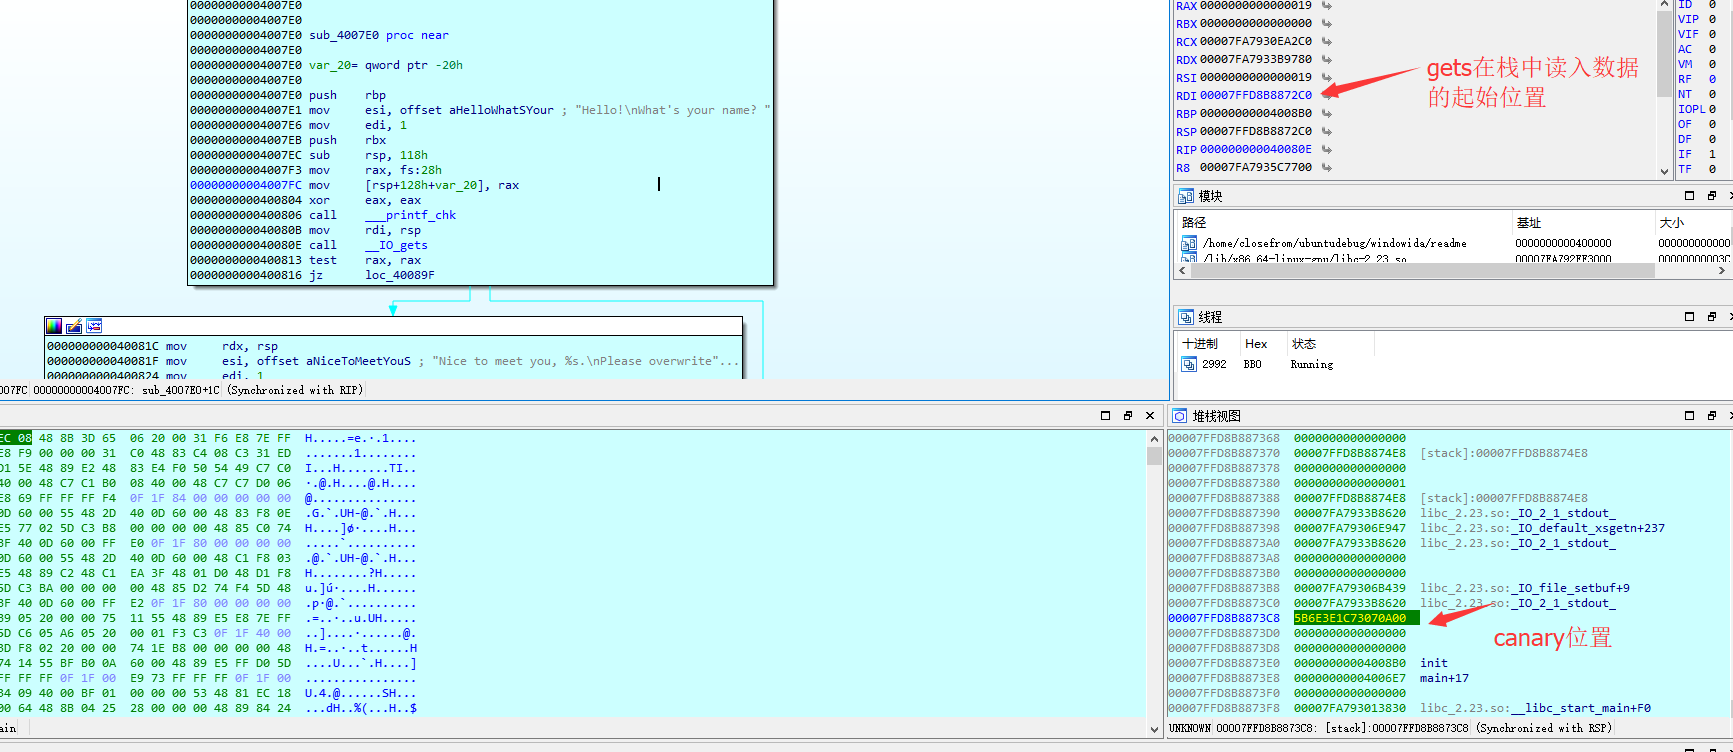 00000000004007E0
00000000004007E0
00000000004007E0 sub_4007E0 proc near
00000000004007E0
00000000004007E0 var_20= qword ptr -20h
00000000004007E0
00000000004007E0 push rbp
00000000004007E1 mov esi, offset aHelloWhatSYour ; "Hello!\nWhat's your name? "
00000000004007E6 mov edi, 1
00000000004007EB push rbx
00000000004007EC sub rsp, 118h
00000000004007F3 mov rax, fs:28h
00000000004007FC mov [rsp+128h+var_20], rax
0000000000400804 xor eax, eax
0000000000400806 call ___printf_chk
000000000040080B mov rdi, rsp
000000000040080E call __IO_gets
0000000000400813 test rax, rax
0000000000400816 jz loc_40089F
000000000040081C mov rdx, rsp
000000000040081F mov esi, offset aNiceToMeetYouS ; "Nice to meet you, %s.\nPlease overwrite"...
0000000000400824 mov edi, 1
007FC 00000000004007FC: sub_4007E0+1C (Synchronized with RIP)
RAX 0000000000000019
RBX 0000000000000000
RCX 00007FA7930EA2C0
RDX 00007FA7933B9780
RSI 0000000000000019
RDI 00007FFD8B8872C0
RBP 00000000004008B0
RSP 00007FFD8B8872C0
RIP 000000000040080E
R8 00007FA7935C7700
gets在栈中读入数据
的起始位置
ID 0
VIP 0
VIF 0
AC 0
VM 0
RF 0
NT 0
IOPL 0
OF 0
DF 0
IF 1
TF 0
模块
路径 基址 大小
/home/closefrom/ubuntudebug/windowida/readme 0000000000400000 000000000000
/lib/x86_64-linux-gnu/libc-2.23.so 00007FA792FF3000 00000000003C
线程
十进制 Hex 状态
2992 BB0 Running
EC 08 48 8B 3D 65 06 20 00 31 F6 E8 7E FF H.....=e.·.1....
E8 F9 00 00 00 31 C0 48 83 C4 08 C3 31 ED .......1........
D1 5E 48 89 E2 48 83 E4 F0 50 54 49 C7 C0 I...H.......TI..
40 00 48 C7 C1 B0 08 40 00 48 C7 C7 D0 06 ·.@.H....@.H....
E8 69 FF FF FF F4 0F 1F 84 00 00 00 00 00 @...............
0D 60 00 55 48 2D 40 0D 60 00 48 83 F8 0E .G.`.UH-@.`.H...
E5 77 02 5D C3 B8 00 00 00 00 48 85 C0 74 H....]ø·....H...
BF 40 0D 60 00 FF E0 0F 1F 80 00 00 00 00 .....`..........
0D 60 00 55 48 2D 40 0D 60 00 48 C1 F8 03 .@.`.UH-@.`.H...
E5 48 89 C2 48 C1 EA 3F 48 01 D0 48 D1 F8 H........?H.....
5D C3 BA 00 00 00 00 48 85 D2 74 F4 5D 48 u.]ú·....H......
BF 40 0D 60 00 FF E2 0F 1F 80 00 00 00 00 .p·@.`..........
39 05 20 00 00 75 11 55 48 89 E5 E8 7E FF .=..·..u.UH.....
5D C6 05 A6 05 20 00 01 F3 C3 0F 1F 40 00 ..]....·......@.
3D F8 02 20 00 00 74 1E B8 00 00 00 00 48 H.=..·..t......H
74 14 55 BF B0 0A 60 00 48 89 E5 FF D0 5D ....U...`.H....]
FF FF FF 0F 1F 00 E9 73 FF FF FF 0F 1F 00
B4 09 40 00 BF 01 00 00 00 53 48 81 EC 18 U.4.@......SH...
00 64 48 8B 04 25 28 00 00 00 48 89 84 24 ...dH..%(...H..$
ain
堆栈视图
00007FFD8B887368 0000000000000000
00007FFD8B887370 00007FFD8B8874E8 [stack]:00007FFD8B8874E8
00007FFD8B887378 0000000000000000
00007FFD8B887380 0000000000000001
00007FFD8B887388 00007FFD8B8874E8 [stack]:00007FFD8B8874E8
00007FFD8B887390 00007FA7933B8620 libc_2.23.so:_IO_2_1_stdout_
00007FFD8B887398 00007FA79306E947 libc_2.23.so:_IO_default_xsgetn+237
00007FFD8B8873A0 00007FA7933B8620 libc_2.23.so:_IO_2_1_stdout_
00007FFD8B8873A8 0000000000000000
00007FFD8B8873B0 0000000000000000
00007FFD8B8873B8 00007FA79306B439 libc_2.23.so:_IO_file_setbuf+9
00007FFD8B8873C0 00007FA7933B8620 libc_2.23.so:_IO_2_1_stdout_
00007FFD8B8873C8 5B6E3E1C73070A00
00007FFD8B8873D0 0000000000000000
00007FFD8B8873D8 0000000000000000
00007FFD8B8873E0 00000000004008B0 init
00007FFD8B8873E8 00000000004006E7 main+17
00007FFD8B8873F0 0000000000000000
00007FFD8B8873F8 00007FA793013830 libc_2.23.so:__libc_start_main+F0
canary位置
UNKNOWN 00007FFD8B8873C8: [stack]:00007FFD8B8873C8 (Synchronized with RSP)